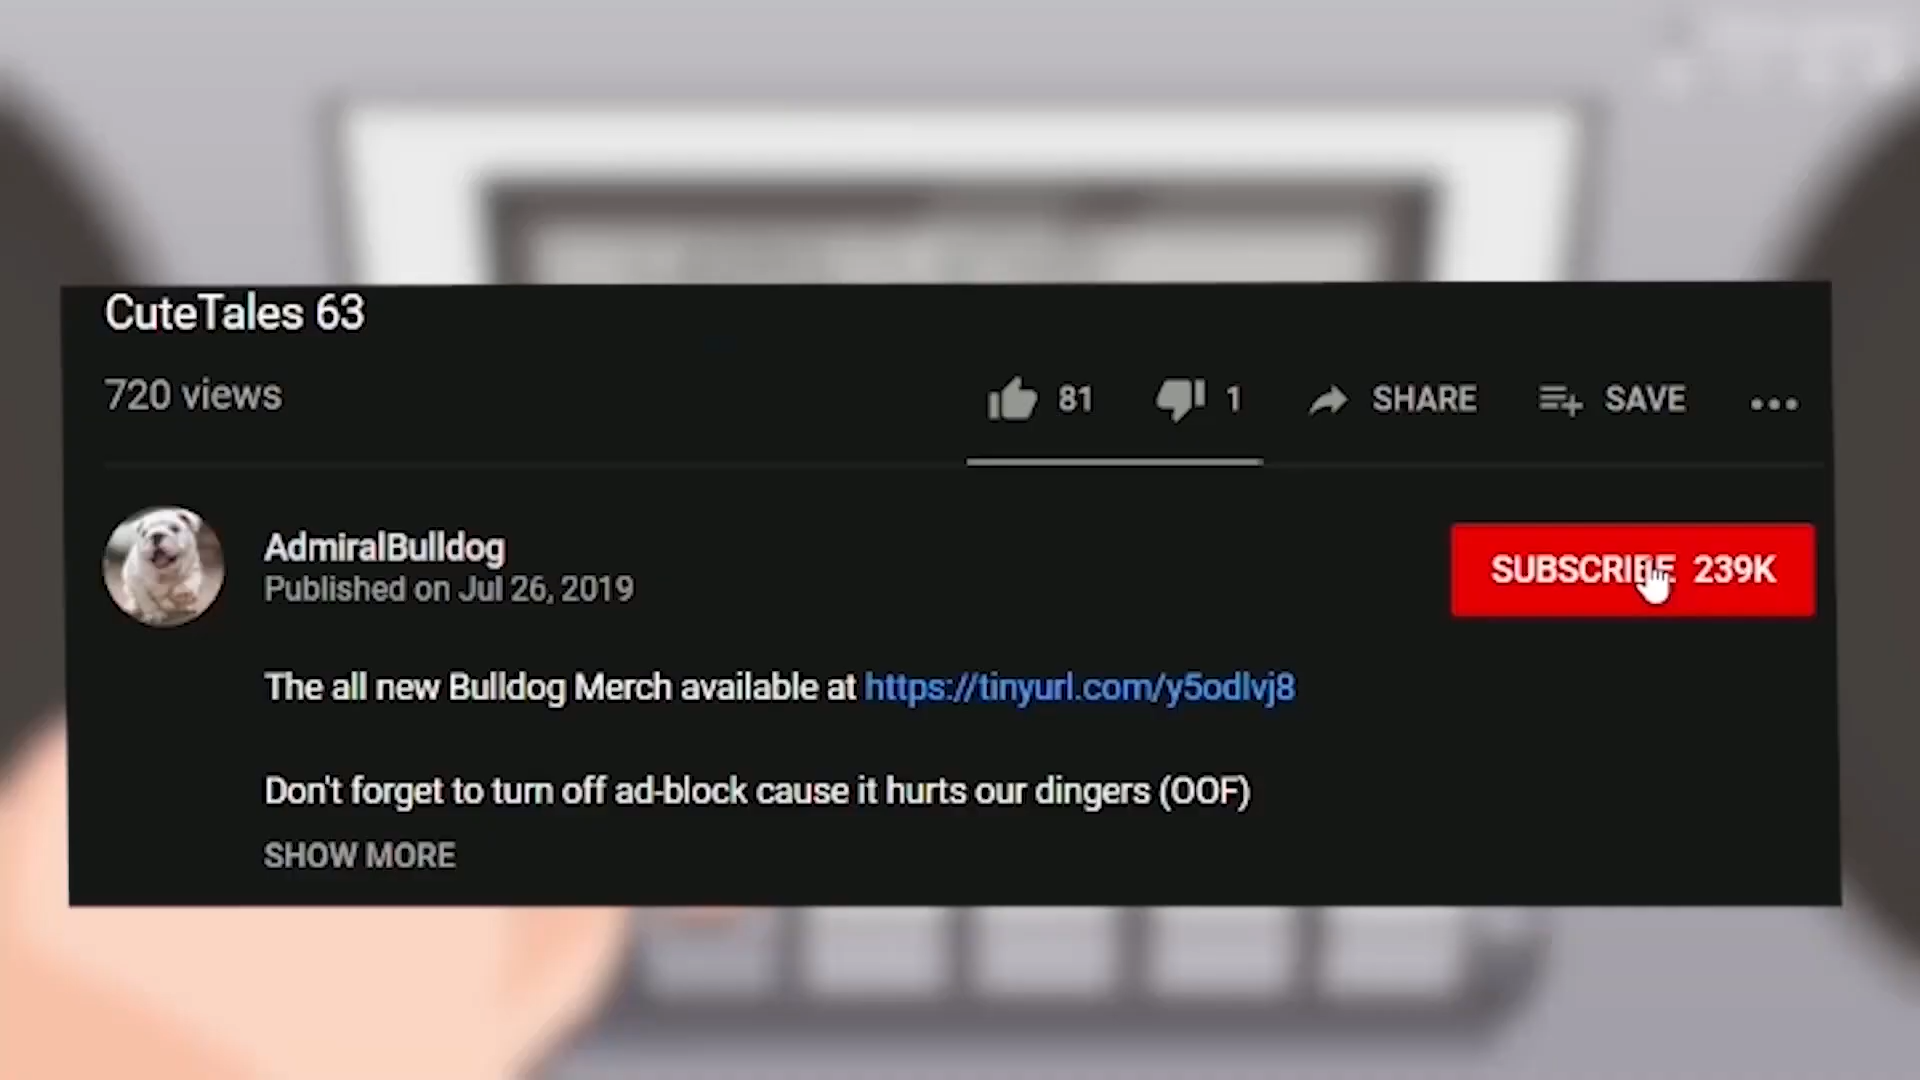 CuteTales 63
720 views
81 1 SHARE SAVE
AdmiralBulldog
Published on Jul 26, 2019
SUBSCRIBE 239K
The all new Bulldog Merch available at https://tinyurl.com/y5odlvj8
Don't forget to turn off ad-block cause it hurts our dingers (OOF)
SHOW MORE